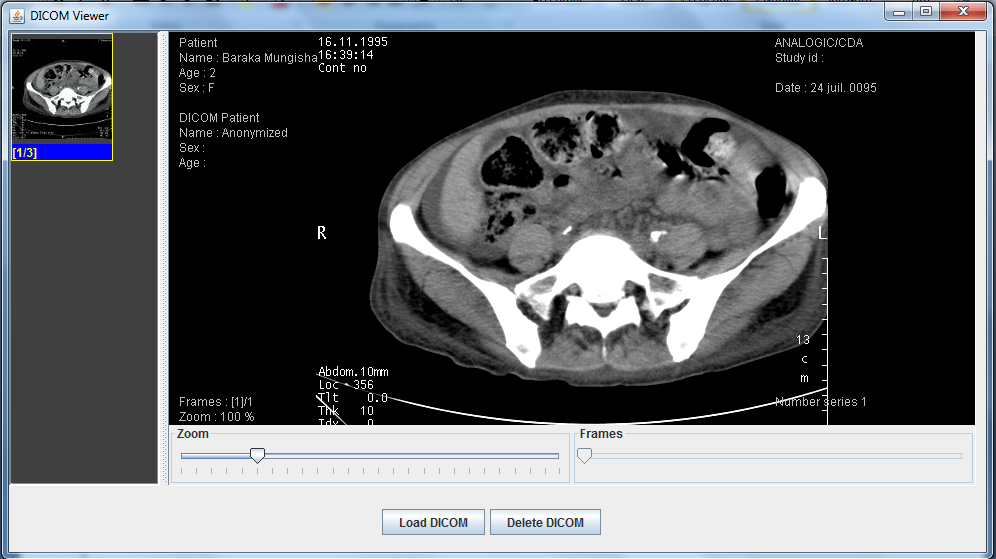 DICOM Viewer
[1/3]
Patient
Name : Baraka Mungisha
Age : 2
Sex : F
DICOM Patient
Name : Anonymized
Sex :
Age :
16.11.1995
16:39:14
Cont no
ANALOGIC/CDA
Study id :
Date : 24 juil. 0095
R
L
13
c
m
Abdom.10mm
Loc -356
Tlt 0.0
Thk 10
Idx 0
Frames : [1]/1
Zoom : 100 %
Number series 1
Zoom
Frames
Load DICOM
Delete DICOM